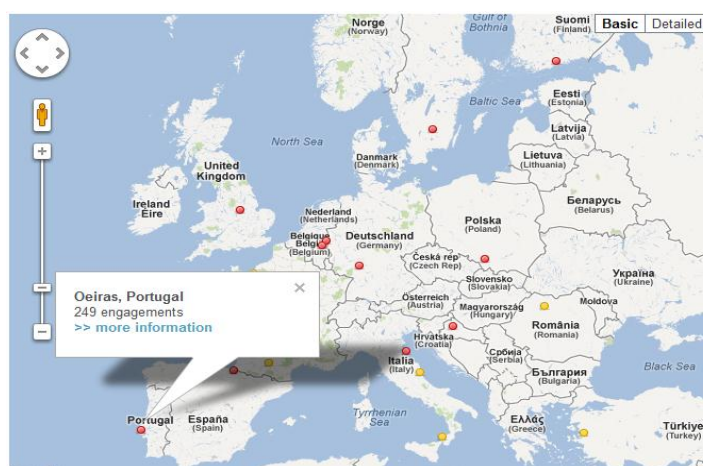 Norge
(Norway)
Gulf of
Bothnia
Suomi
(Finland)
Basic
Detailed
Eesti
(Estonia)
Baltic Sea
Latvija
(Latvia)
North Sea
Danmark
(Denmark)
Lietuva
(Lithuania)
United
Kingdom
Беларусь
(Belarus)
Ireland
Éire
Nederland
(Netherlands)
Polska
(Poland)
Belgique
België
(Belgium)
Deutschland
(Germany)
Česká rep
(Czech Rep)
Україна
(Ukraine)
Slovensko
(Slovakia)
Oeiras, Portugal
249 engagements
>> more information
Österreich
(Austria)
Magyarország
(Hungary)
Moldova
România
(Romania)
Hrvatska
(Croatia)
Italia
(Italy)
Србија
(Serbia)
Black Sea
България
(Bulgaria)
Portugal
España
(Spain)
Tyrrhenian
Sea
Ελλάς
(Greece)
Türkiye
(Turkey)